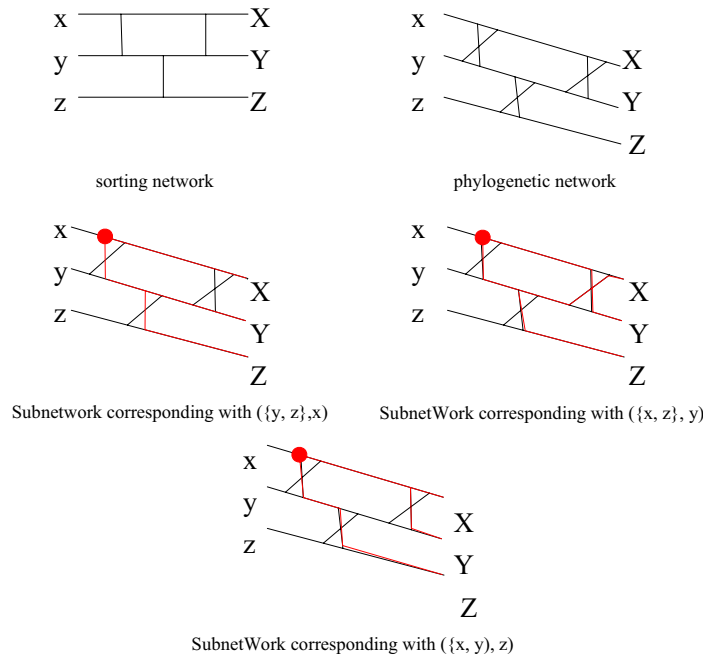 x X
y Y
z Z
sorting network
x
y
z
X
Y
Z
phylogenetic network
x
y
z
X
Y
Z
Subnetwork corresponding with ({y, z},x)
x
y
z
X
Y
Z
SubnetWork corresponding with ({x, z}, y)
x
y
z
X
Y
Z
SubnetWork corresponding with ({x, y), z)